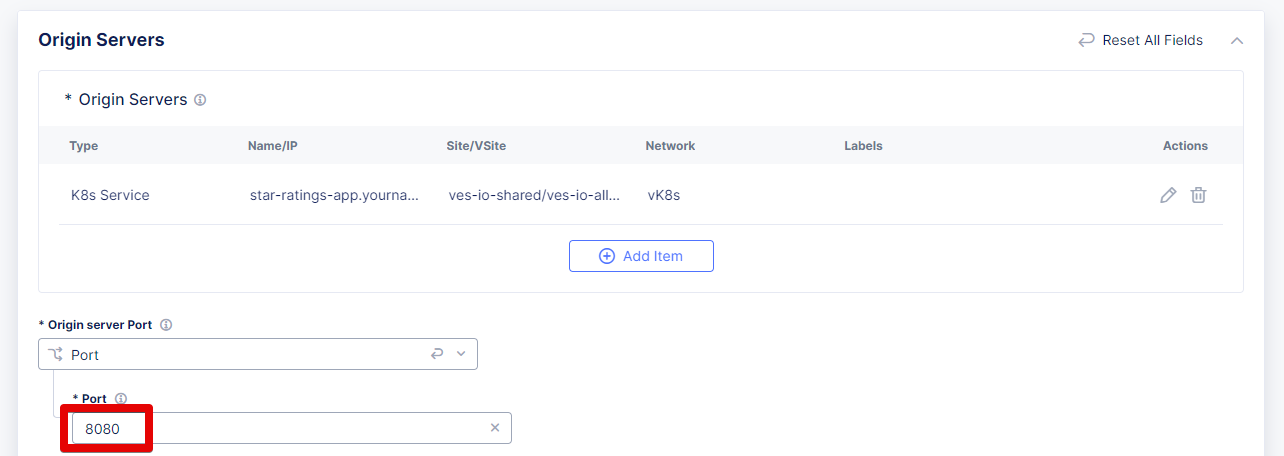 Origin Servers Reset All Fields
* Origin Servers
Type Name/IP Site/VSite Network Labels Actions
K8s Service star-ratings-app.yourna... ves-io-shared/ves-io-all... vK8s
Add Item
* Origin server Port
Port
* Port
8080